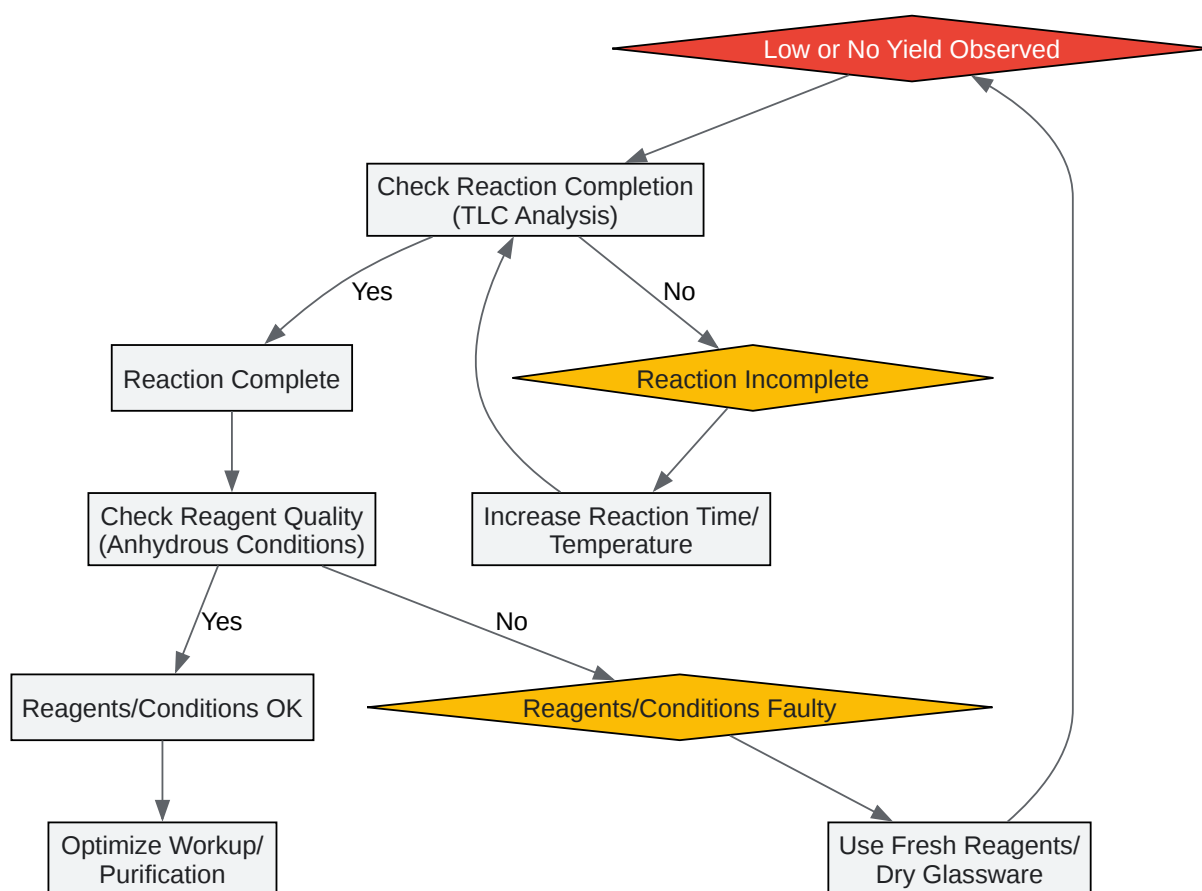 Low or No Yield Observed
Check Reaction Completion
(TLC Analysis)
Yes
No
Reaction Complete
Reaction Incomplete
Check Reagent Quality
(Anhydrous Conditions)
Increase Reaction Time/
Temperature
Yes
No
Reagents/Conditions OK
Reagents/Conditions Faulty
Optimize Workup/
Purification
Use Fresh Reagents/
Dry Glassware